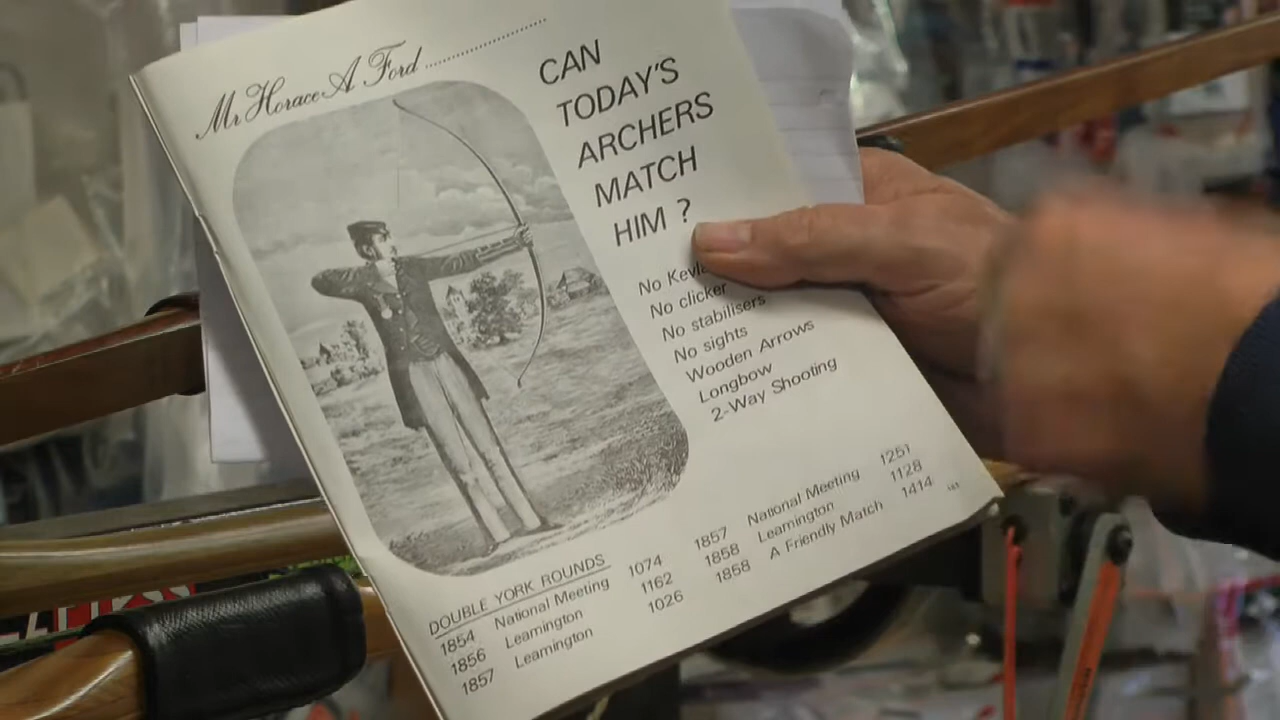 Mr Horace A Ford ..............................
CAN
TODAY'S
ARCHERS
MATCH
HIM ?
No
No clicker
No stabilisers
No sights
Wooden Arrows
Longbow
2-Way Shooting
DOUBLE YORK ROUNDS
1854 National Meeting 1074
1856 Leamington 1162
1857 Leamington 1026
1857 National Meeting 1251
1858 Leamington 1128
1858 A Friendly Match 1414